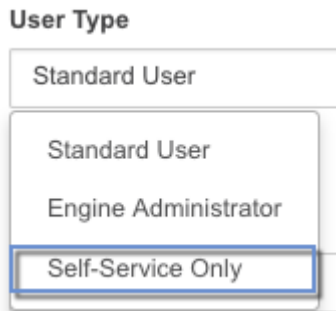 User Type
Standard User
Standard User
Engine Administrator
Self-Service Only